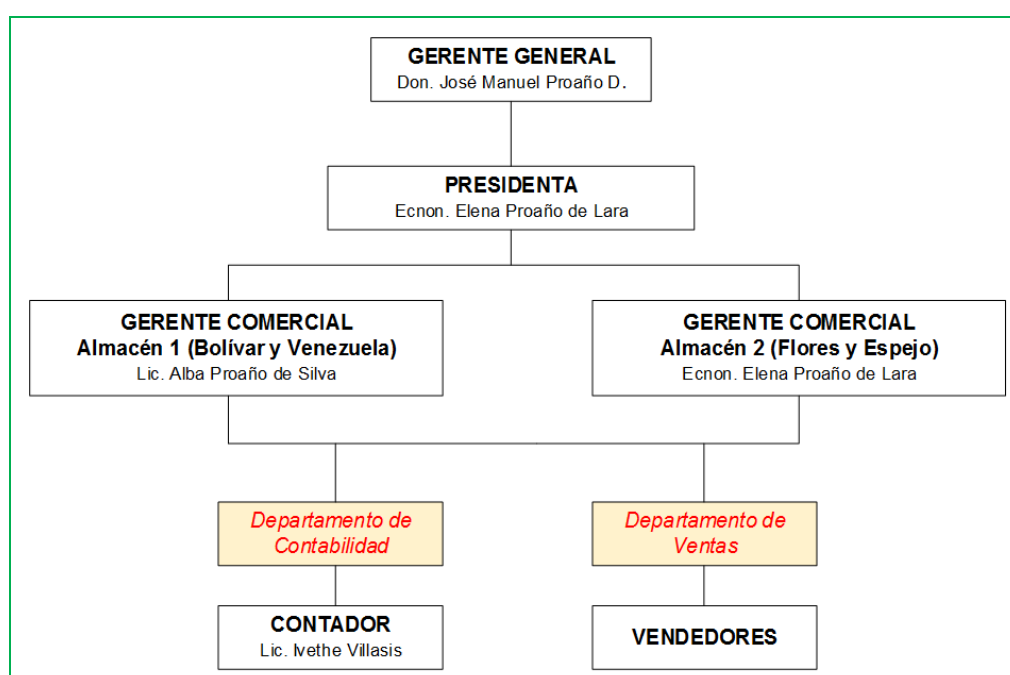 GERENTE GENERAL
Don. José Manuel Proaño D.
PRESIDENTA
Ecnon. Elena Proaño de Lara
GERENTE COMERCIAL
Almacén 1 (Bolívar y Venezuela)
Lic. Alba Proaño de Silva
GERENTE COMERCIAL
Almacén 2 (Flores y Espejo)
Ecnon. Elena Proaño de Lara
Departamento de
Contabilidad
Departamento de
Ventas
CONTADOR
Lic. Ivethe Villasis
VENDEDORES